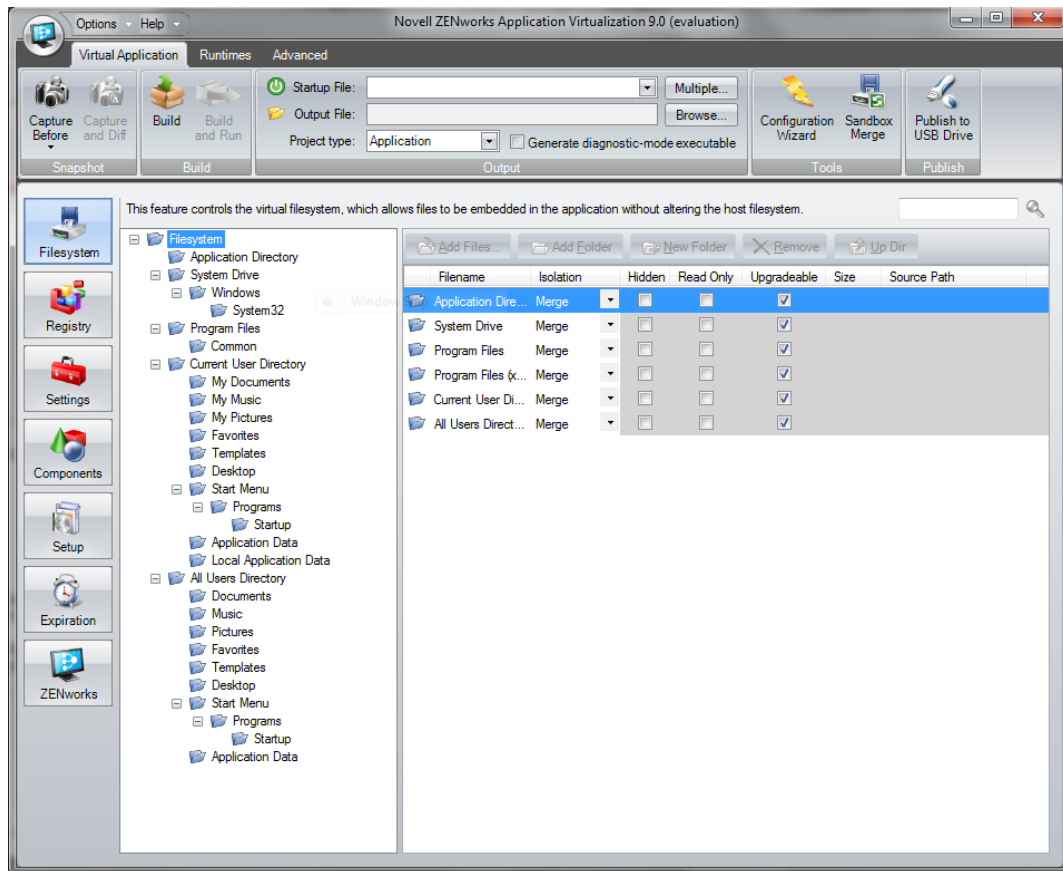 Options Help
Novell ZENworks Application Virtualization 9.0 (evaluation)
Virtual Application Runtimes Advanced
Capture Before
Capture and Diff
Snapshot
Build
Build and Run
Build
Startup File:
Multiple...
Output File:
Browse...
Project type: Application
Generate diagnostic-mode executable
Output
Configuration Wizard
Sandbox Merge
Tools
Publish to USB Drive
Publish
Filesystem
Registry
Settings
Components
Setup
Expiration
ZENworks
This feature controls the virtual filesystem, which allows files to be embedded in the application without altering the host filesystem.
Filesystem
Application Directory
System Drive
Windows
System32
Program Files
Common
Current User Directory
My Documents
My Music
My Pictures
Favorites
Templates
Desktop
Start Menu
Programs
Startup
Application Data
Local Application Data
All Users Directory
Documents
Music
Pictures
Favorites
Templates
Desktop
Start Menu
Programs
Startup
Application Data
Add Files... Add Folder New Folder Remove Up Dir
Filename Isolation Hidden Read Only Upgradeable Size Source Path
Application Dire... Merge
System Drive Merge
Program Files Merge
Program Files (x... Merge
Current User Di... Merge
All Users Direct... Merge